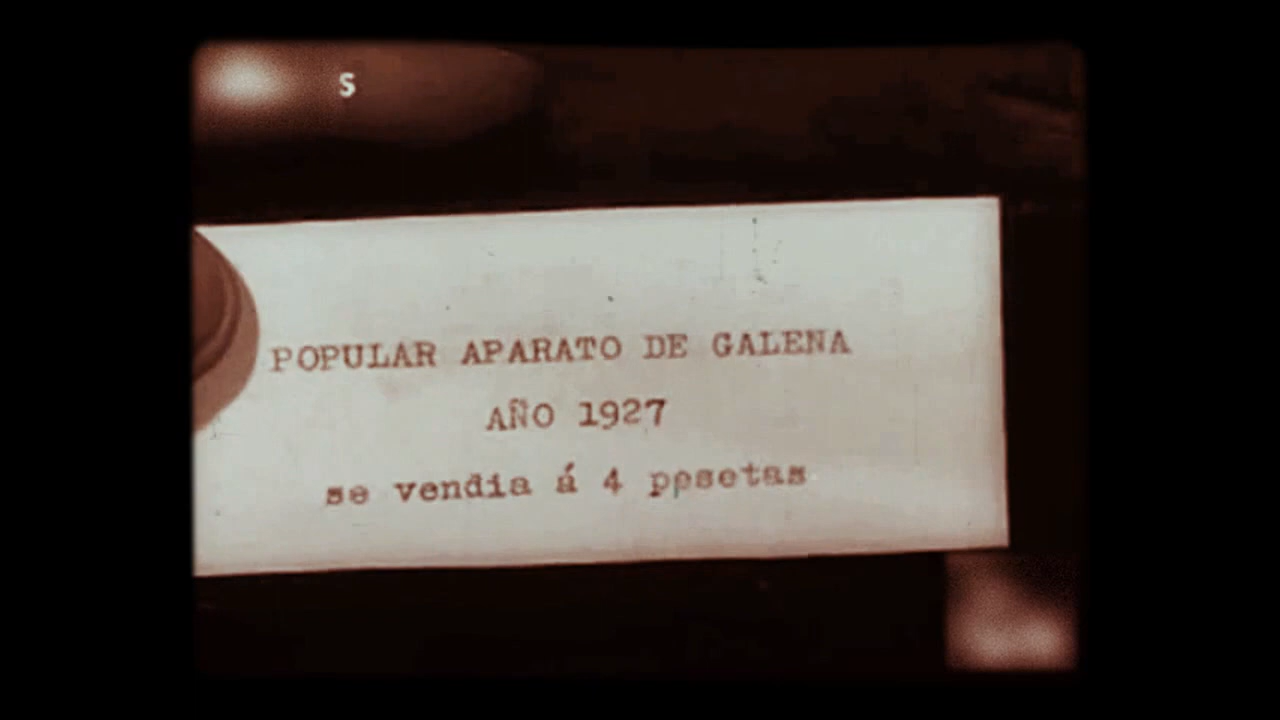 S
POPULAR APARATO DE GALENA
AÑO 1927
se vendia á 4 ppsetas